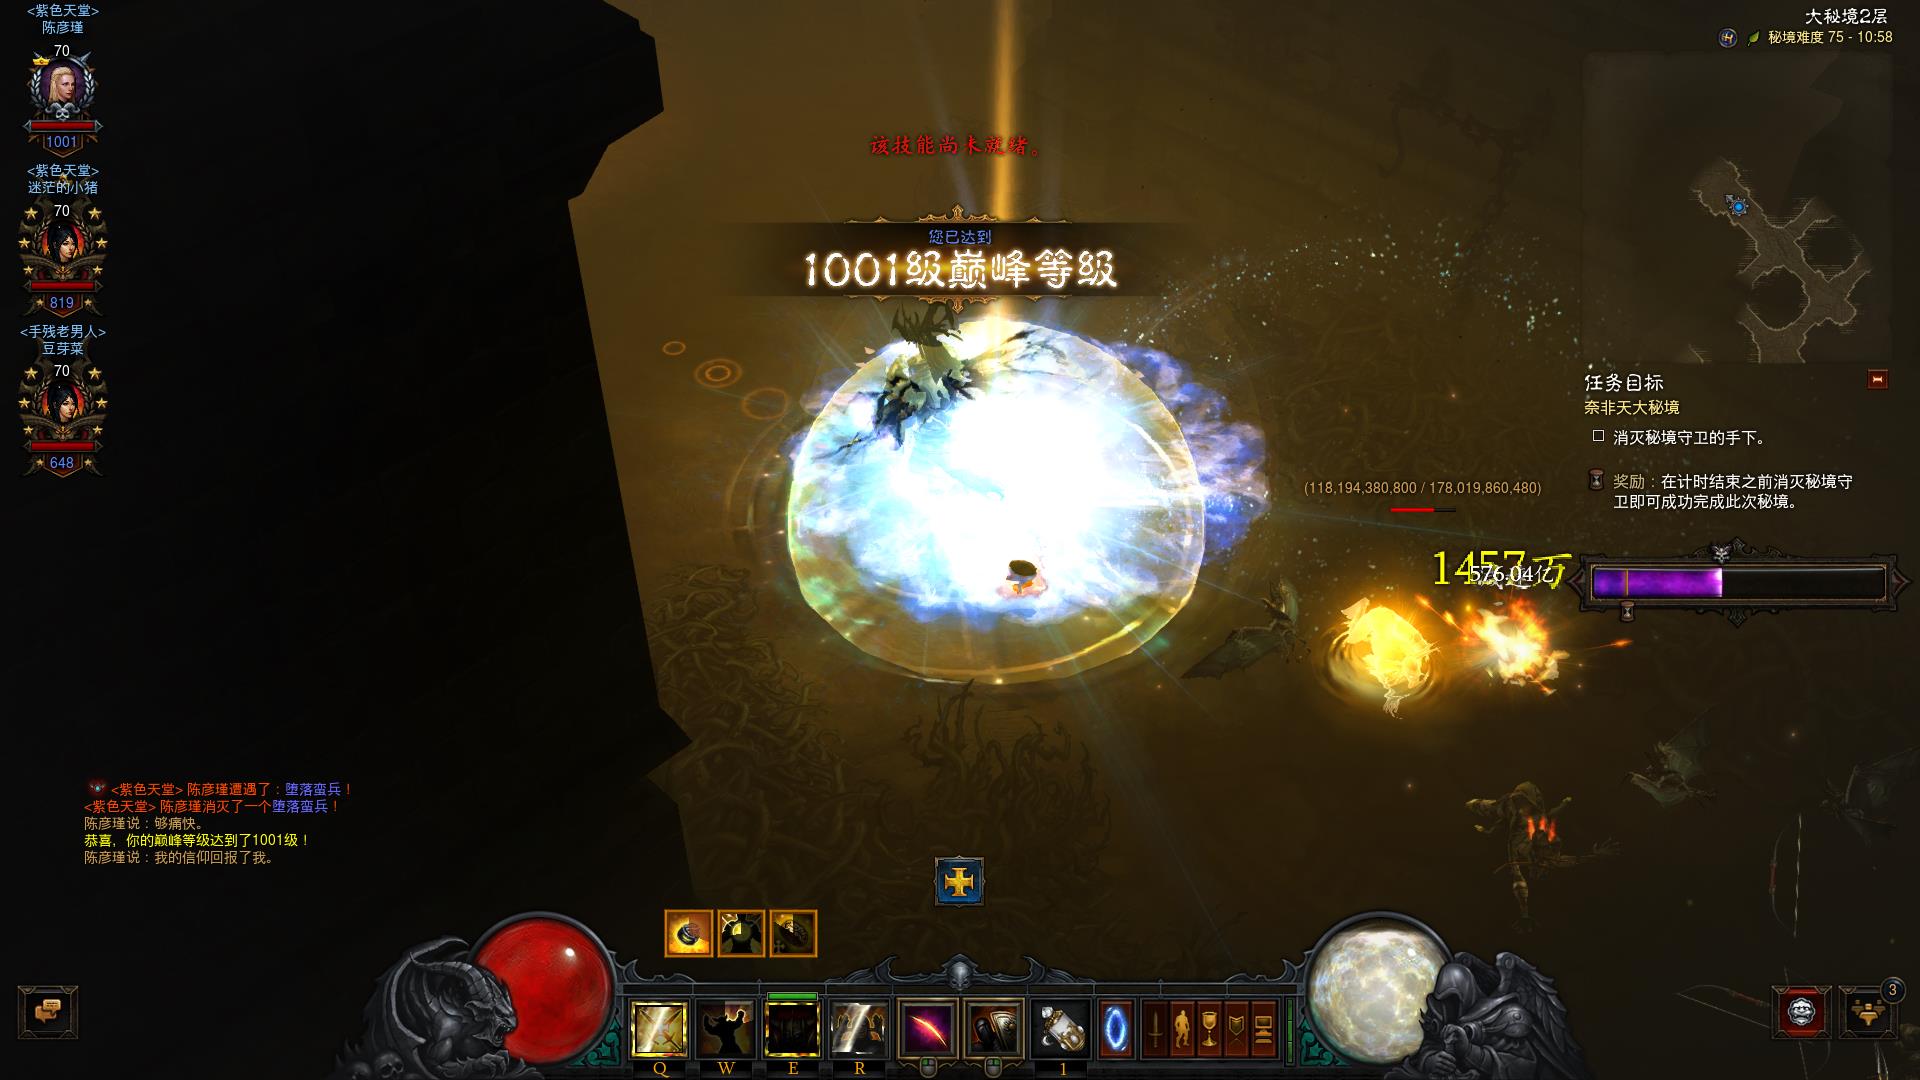 <紫色天堂>
陈彦瑾
70
1001
<紫色天堂>
迷茫的小猪
70
819
<手残老男人>
豆芽菜
70
648
大秘境2层
秘境难度 75 - 10:58
该技能尚未就绪。
您已达到
1001级巅峰等级
任务目标
奈非天大秘境
消灭秘境守卫的手下。
奖励：在计时结束之前消灭秘境守
卫即可成功完成此次秘境。
(118,194,380,800 / 178,019,860,480)
1457万
576.04亿
<紫色天堂> 陈彦瑾遭遇了：堕落蛮兵！
<紫色天堂> 陈彦瑾消灭了一个堕落蛮兵！
陈彦瑾说：够痛快。
恭喜，你的巅峰等级达到了1001级！
陈彦瑾说：我的信仰回报了我。
Q W E R 1
3